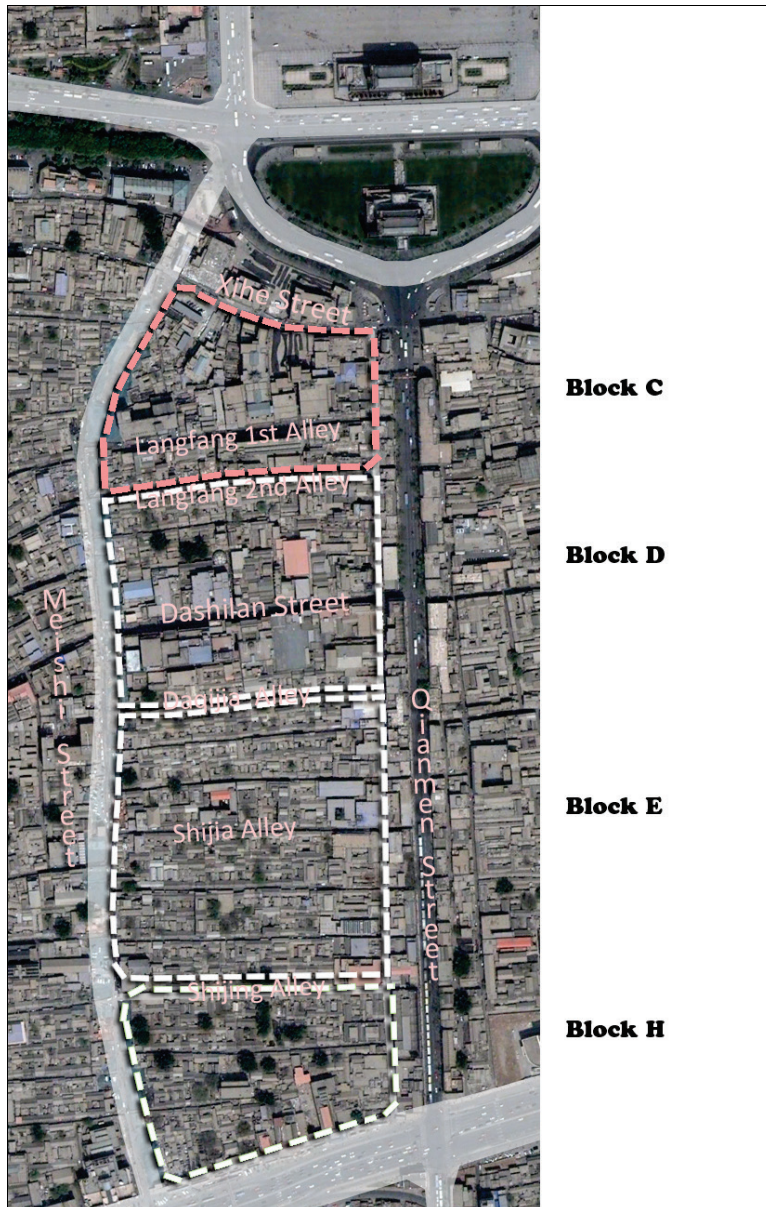 Xihe Street
Block C
Langfang 1st Alley
Langfang 2nd Alley
Block D
Dashilan Street
Meishi Street
Daqijia Alley
Qianmen Street
Block E
Shijia Alley
Shijing Alley
Block H